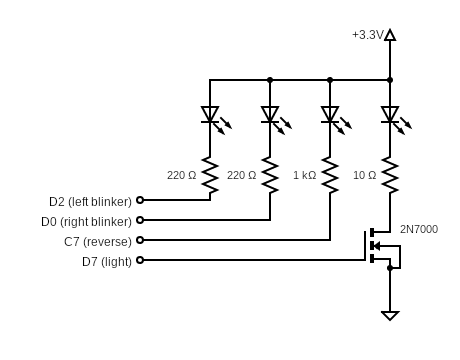 +3.3V
220 Ω
220 Ω
1 kΩ
10 Ω
D2 (left blinker)
D0 (right blinker)
C7 (reverse)
D7 (light)
2N7000